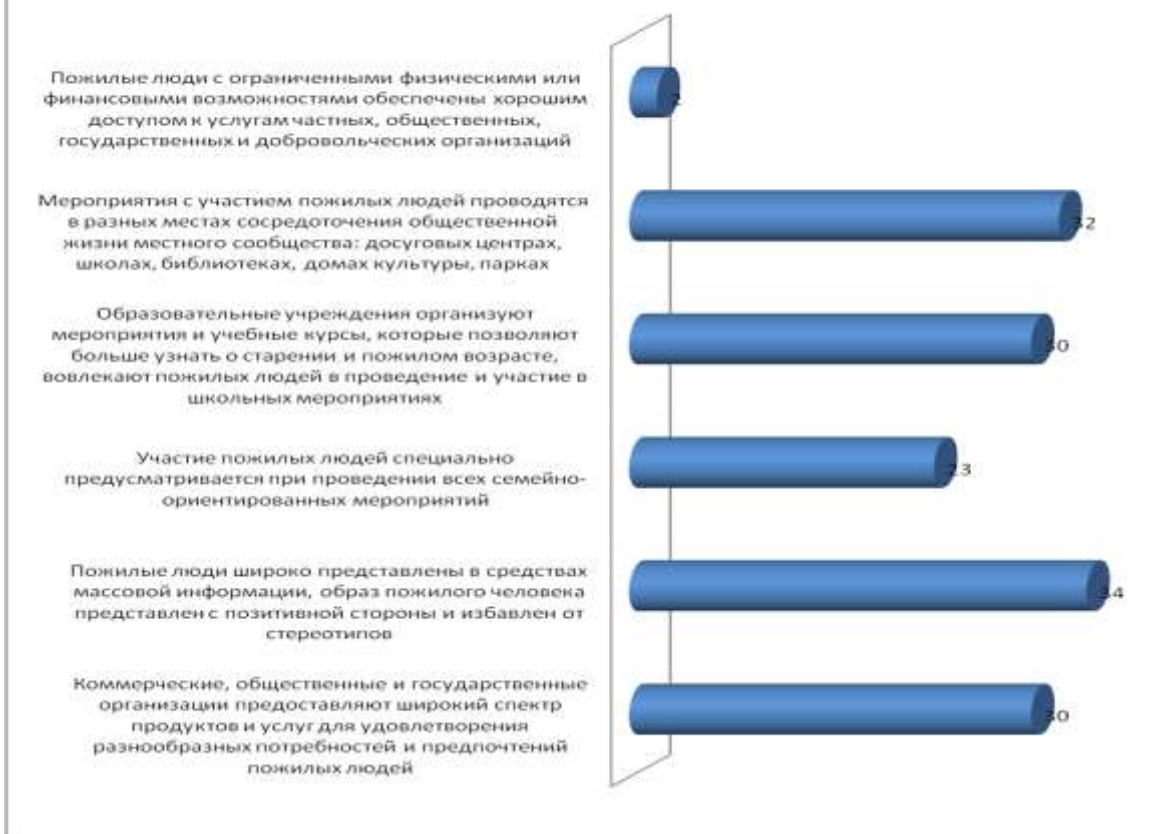 Пожилые люди с ограниченными физическими или
финансовыми возможностями обеспечены хорошим
доступом к услугам частных, общественных,
государственных и добровольческих организаций
2
Мероприятия с участием пожилых людей проводятся
в разных местах сосредоточения общественной
жизни местного сообщества: досуговых центрах,
школах, библиотеках, домах культуры, парках
32
Образовательные учреждения организуют
мероприятия и учебные курсы, которые позволяют
больше узнать о старении и пожилом возрасте,
вовлекают пожилых людей в проведение и участие в
школьных мероприятиях
30
Участие пожилых людей специально
предусматривается при проведении всех семейно-
ориентированных мероприятий
23
Пожилые люди широко представлены в средствах
массовой информации, образ пожилого человека
представлен с позитивной стороны и избавлен от
стереотипов
34
Коммерческие, общественные и государственные
организации предоставляют широкий спектр
продуктов и услуг для удовлетворения
разнообразных потребностей и предпочтений
пожилых людей
30